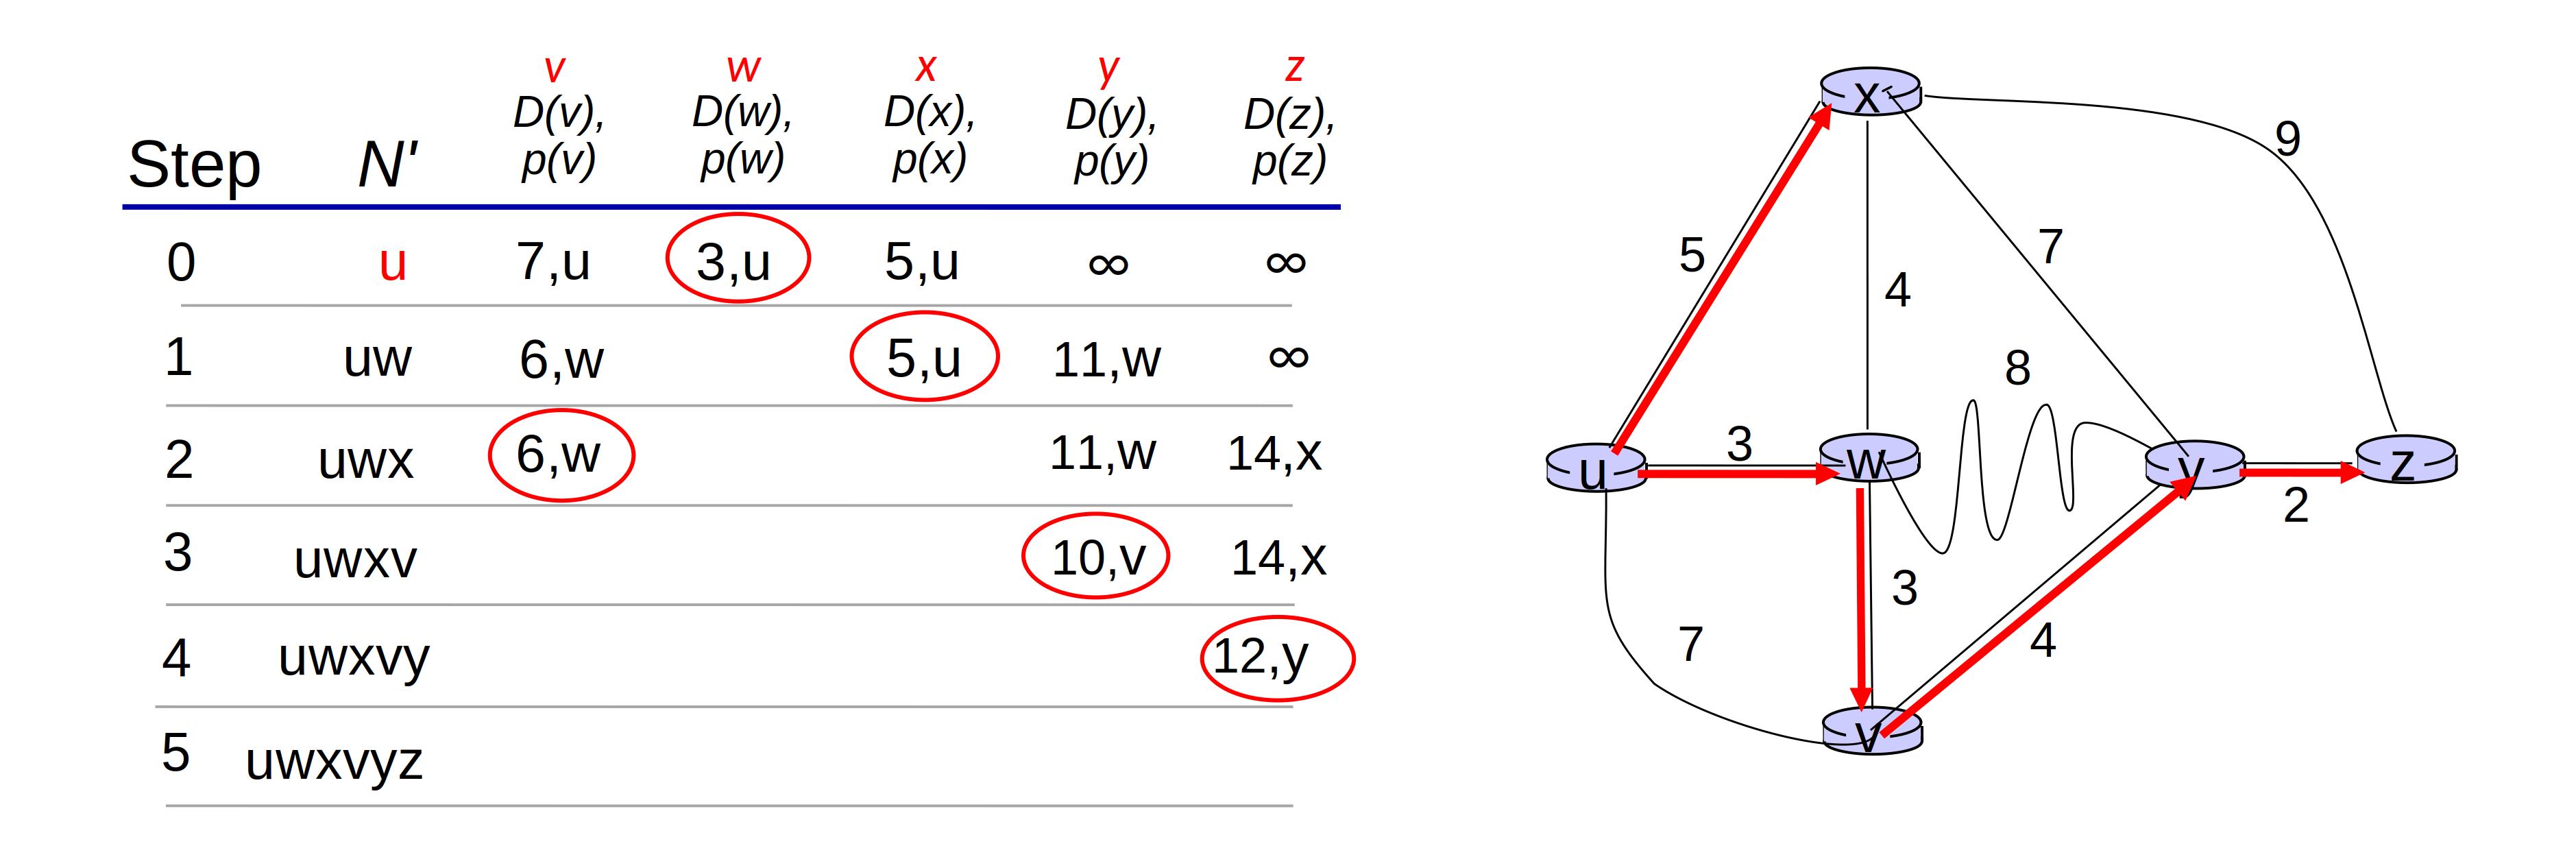 v w x y z
D(v), D(w), D(x), D(y), D(z),
Step N' p(v) p(w) p(x) p(y) p(z)
0 u 7,u 3,u 5,u ∞ ∞
1 uw 6,w 5,u 11,w ∞
2 uwx 6,w 11,w 14,x
3 uwxv 10,v 14,x
4 uwxvy 12,y
5 uwxvyz
x
9
5
7
4
8
3
u
w
y
z
2
3
7
4
v